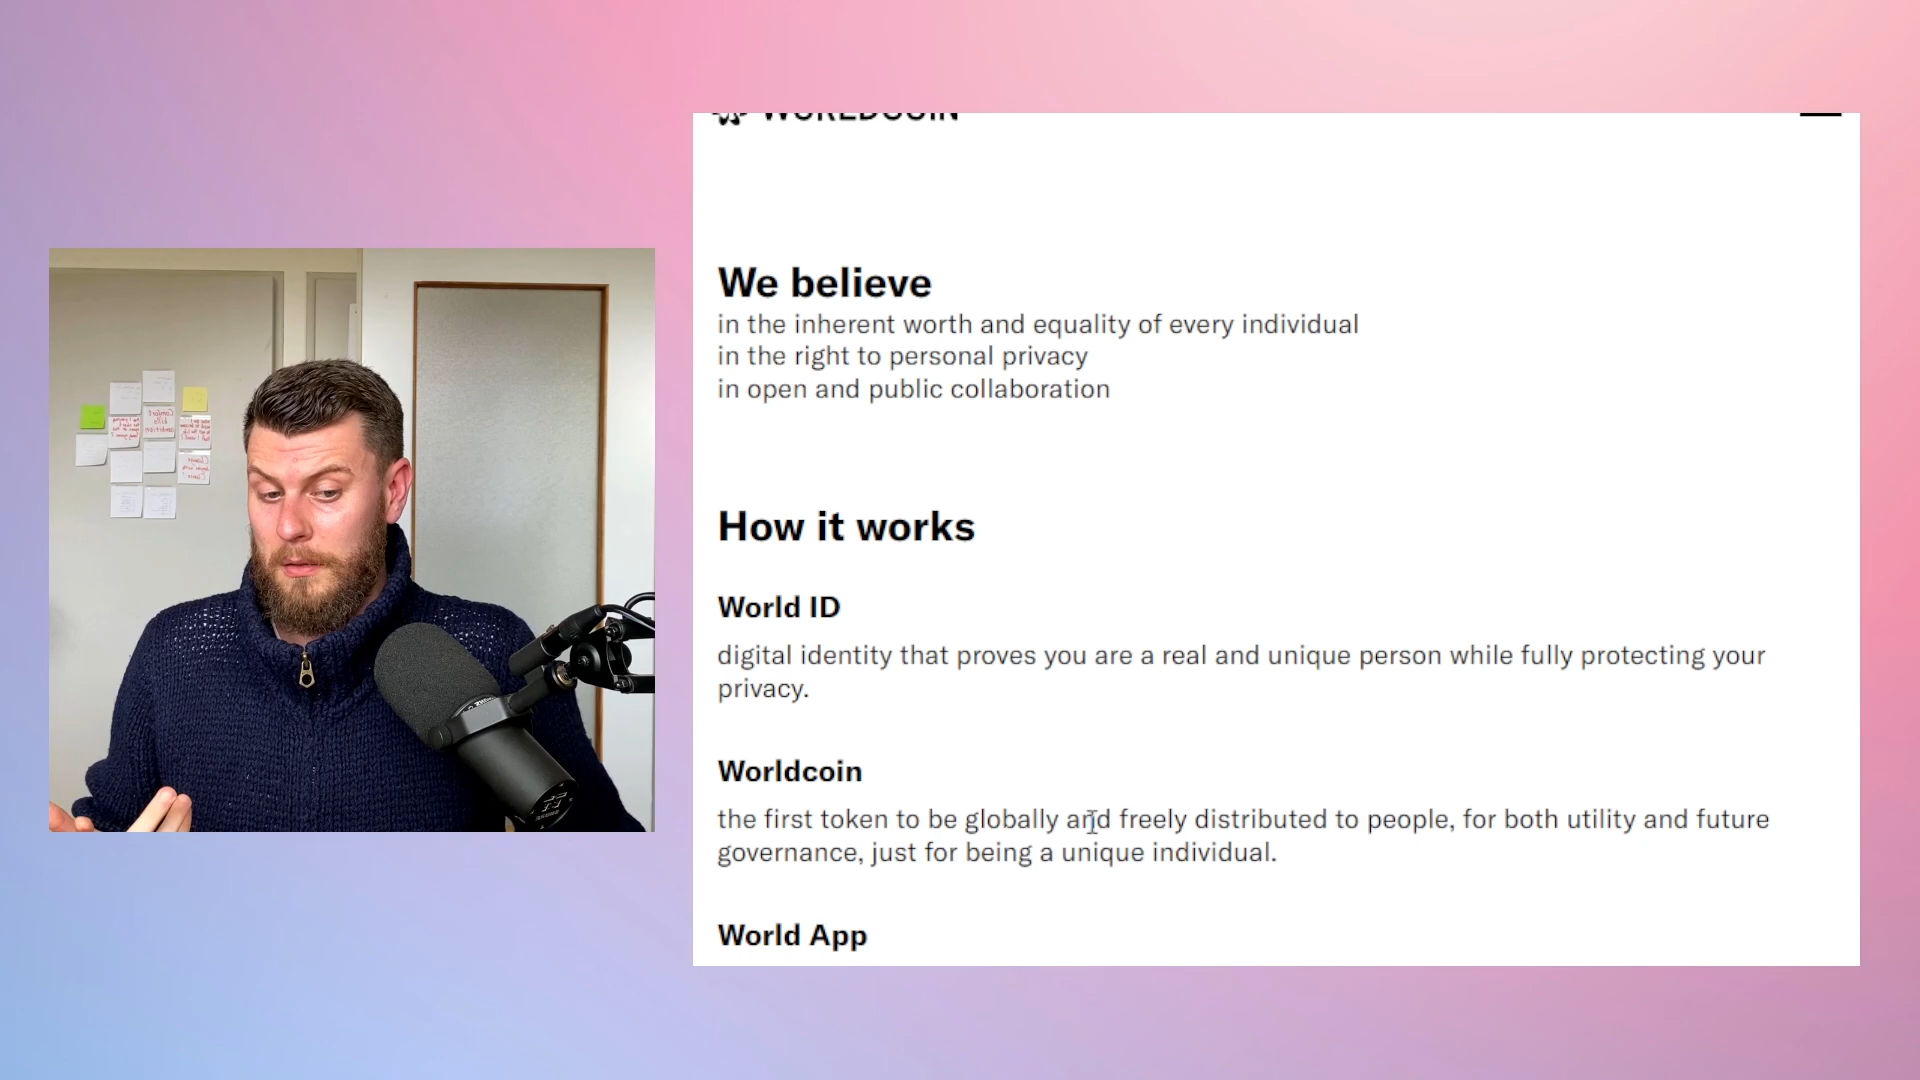 WORLDCOIN
We believe
in the inherent worth and equality of every individual
in the right to personal privacy
in open and public collaboration
How it works
World ID
digital identity that proves you are a real and unique person while fully protecting your
privacy.
Worldcoin
the first token to be globally and freely distributed to people, for both utility and future
governance, just for being a unique individual.
World App